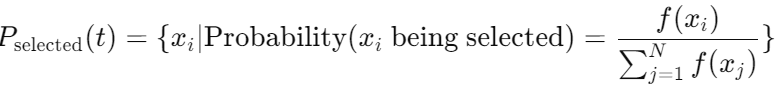 P_selected(t) = {x_i|Probability(x_i being selected) = f(x_i) / ∑_{j=1}^{N} f(x_j)}